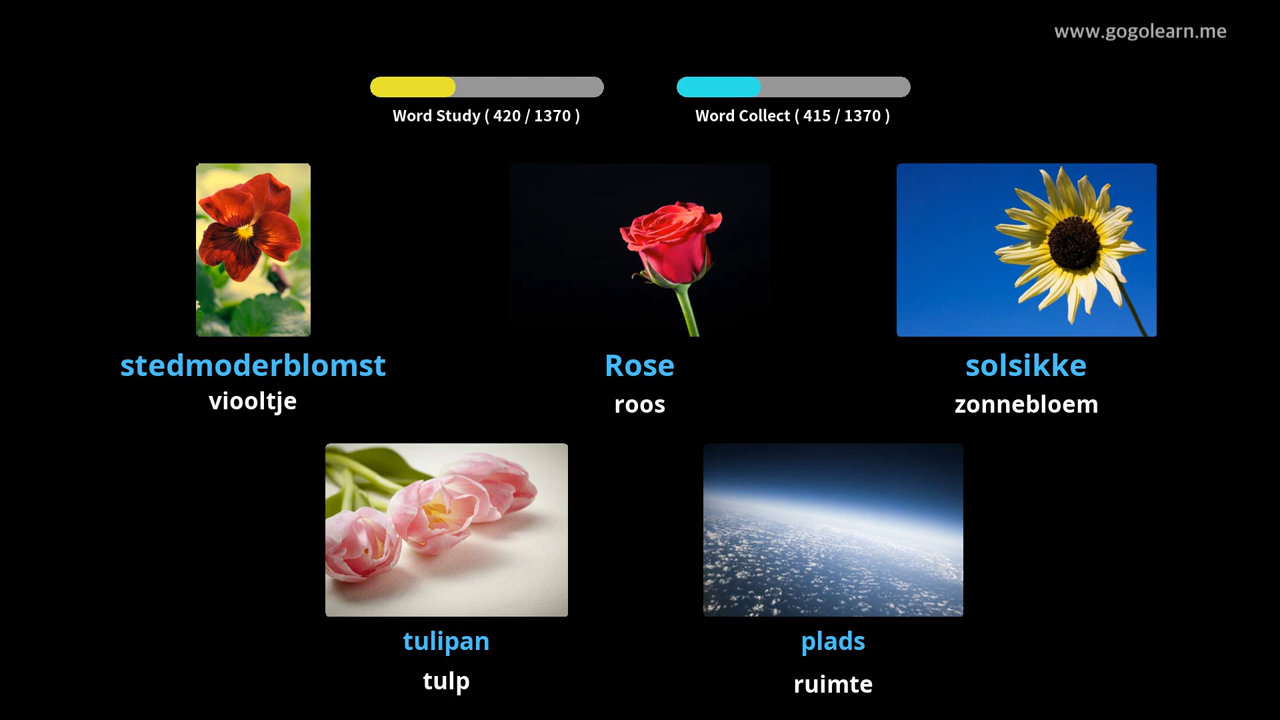 www.gogolearn.me
Word Study ( 420 / 1370 )
Word Collect ( 415 / 1370 )
stedmoderblomst
viooltje
Rose
roos
solsikke
zonnebloem
tulipan
tulp
plads
ruimte